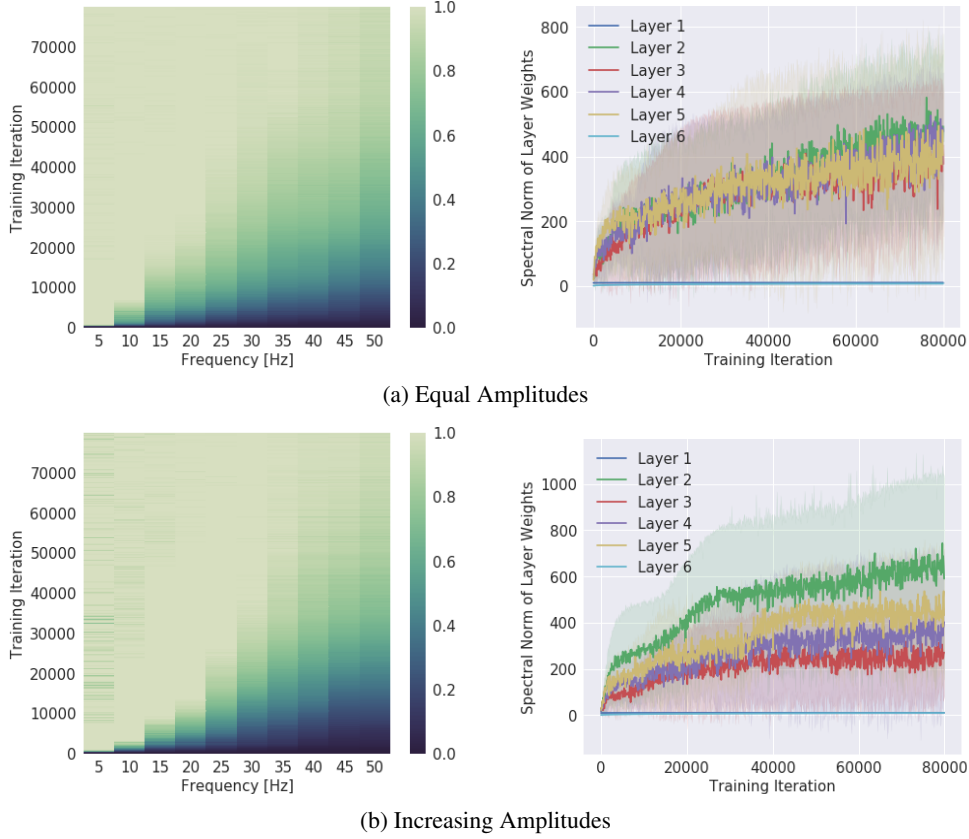 Training Iteration
70000
60000
50000
40000
30000
20000
10000
0
5 10 15 20 25 30 35 40 45 50
Frequency [Hz]
1.0
0.8
0.6
0.4
0.2
0.0
Spectral Norm of Layer Weights
800
600
400
200
0
Layer 1
Layer 2
Layer 3
Layer 4
Layer 5
Layer 6
0 20000 40000 60000 80000
Training Iteration
(a) Equal Amplitudes
Training Iteration
70000
60000
50000
40000
30000
20000
10000
0
5 10 15 20 25 30 35 40 45 50
Frequency [Hz]
1.0
0.8
0.6
0.4
0.2
0.0
Spectral Norm of Layer Weights
1000
800
600
400
200
0
Layer 1
Layer 2
Layer 3
Layer 4
Layer 5
Layer 6
0 20000 40000 60000 80000
Training Iteration
(b) Increasing Amplitudes